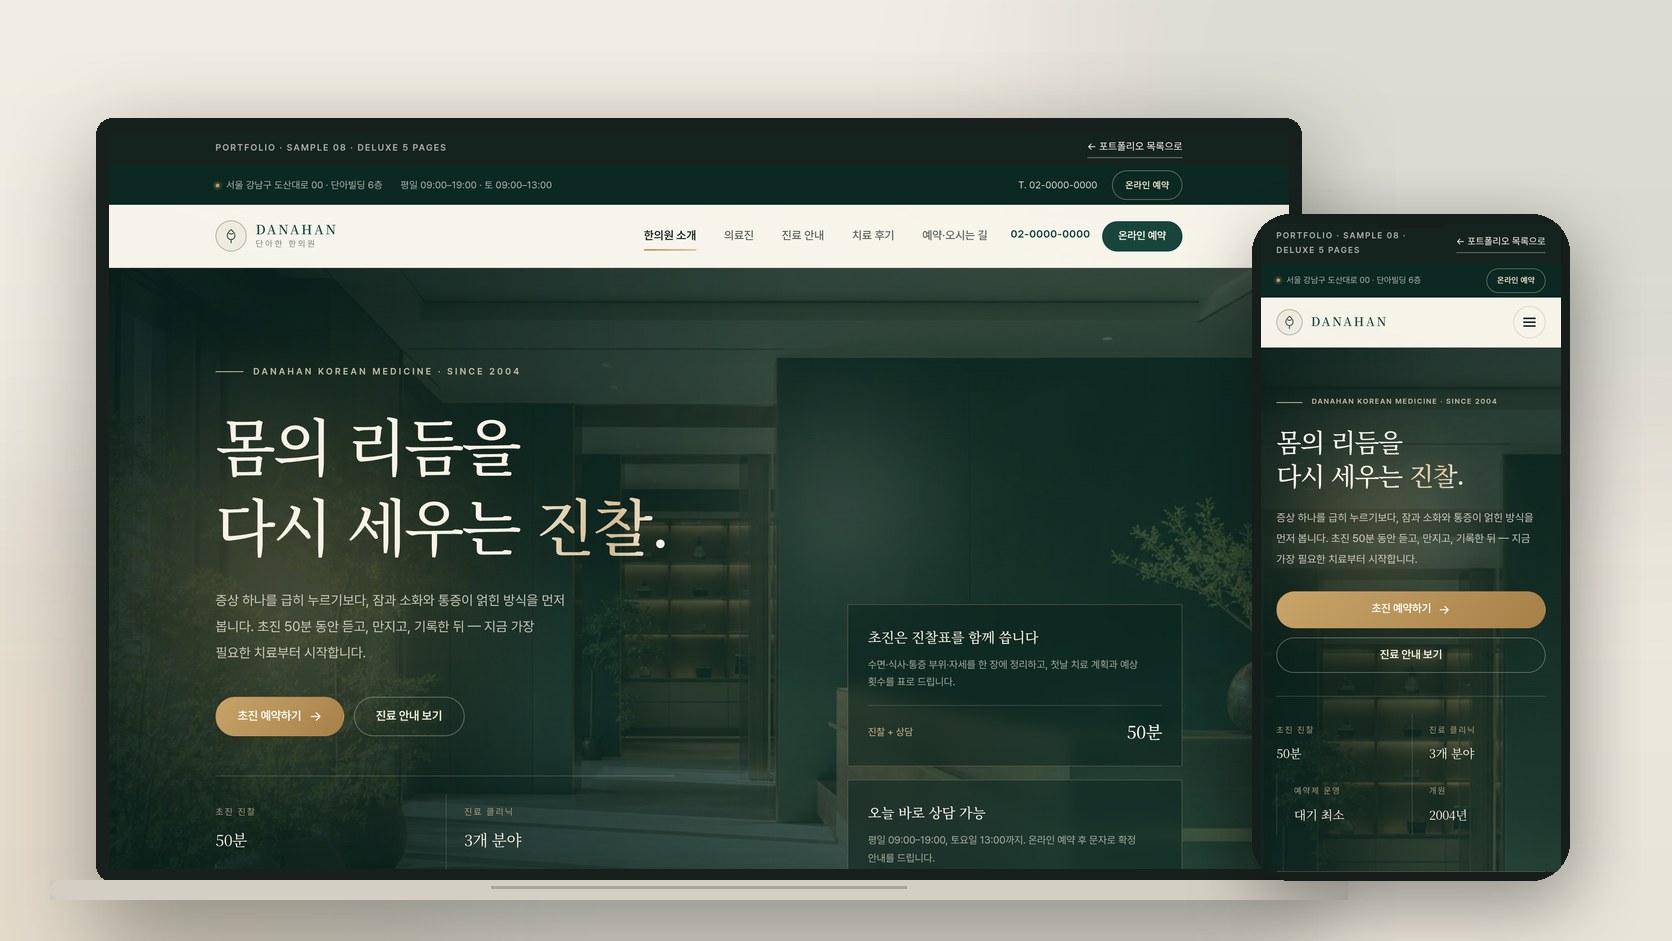 PORTFOLIO · SAMPLE 08 · DELUXE 5 PAGES
← 포트폴리오 목록으로
서울 강남구 도산대로 00 · 단아빌딩 6층
평일 09:00–19:00 · 토 09:00–13:00
T. 02-0000-0000
온라인 예약
DANAHAN
단아한 한의원
한의원 소개
의료진
진료 안내
치료 후기
예약·오시는 길
02-0000-0000
온라인 예약
DANAHAN KOREAN MEDICINE · SINCE 2004
몸의 리듬을
다시 세우는 진찰.
증상 하나를 급히 누르기보다, 잠과 소화와 통증이 얽힌 방식을 먼저
봅니다. 초진 50분 동안 듣고, 만지고, 기록한 뒤 — 지금 가장
필요한 치료부터 시작합니다.
초진 예약하기 →
진료 안내 보기
초진 진찰
50분
진료 클리닉
3개 분야
초진은 진찰표를 함께 씁니다
수면·식사·통증 부위·자세를 한 장에 정리하고, 첫날 치료 계획과 예상
횟수를 표로 드립니다.
진찰 + 상담
50분
오늘 바로 상담 가능
평일 09:00–19:00, 토요일 13:00까지. 온라인 예약 후 문자로 확정
안내를 드립니다.
PORTFOLIO · SAMPLE 08 ·
DELUXE 5 PAGES
← 포트폴리오 목록으로
서울 강남구 도산대로 00 · 단아빌딩 6층
온라인 예약
DANAHAN
DANAHAN KOREAN MEDICINE · SINCE 2004
몸의 리듬을
다시 세우는 진찰.
증상 하나를 급히 누르기보다, 잠과 소화와 통증이 얽힌 방식을
먼저 봅니다. 초진 50분 동안 듣고, 만지고, 기록한 뒤 — 지금
가장 필요한 치료부터 시작합니다.
초진 예약하기 →
진료 안내 보기
초진 진찰
50분
진료 클리닉
3개 분야
예약제 운영
대기 최소
개원
2004년